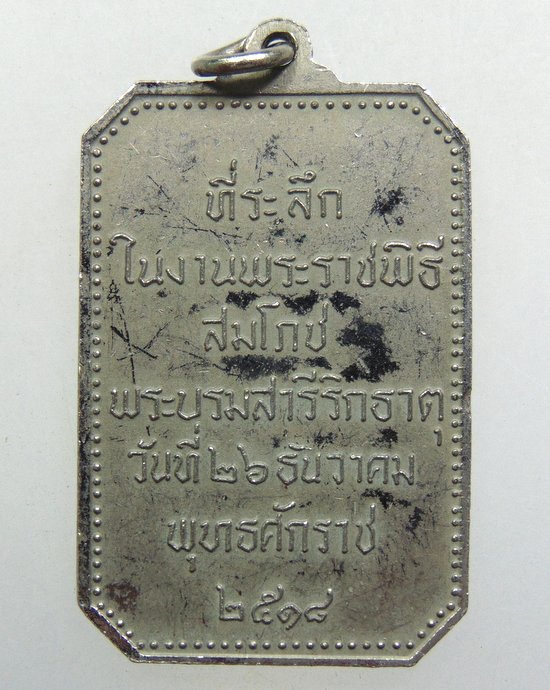 ที่ระลึก
ในงานพระราชพิธี
สมโภช
พระบรมสารีริกธาตุ
วันที่ ๒๖ ธันวาคม
พุทธศักราช
๒๕๑๘